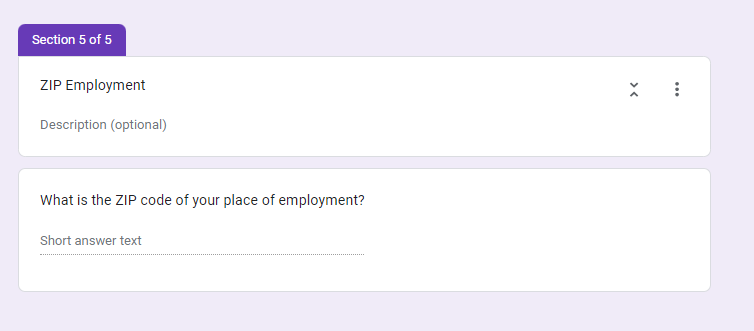 Section 5 of 5
ZIP Employment
Description (optional)
What is the ZIP code of your place of employment?
Short answer text